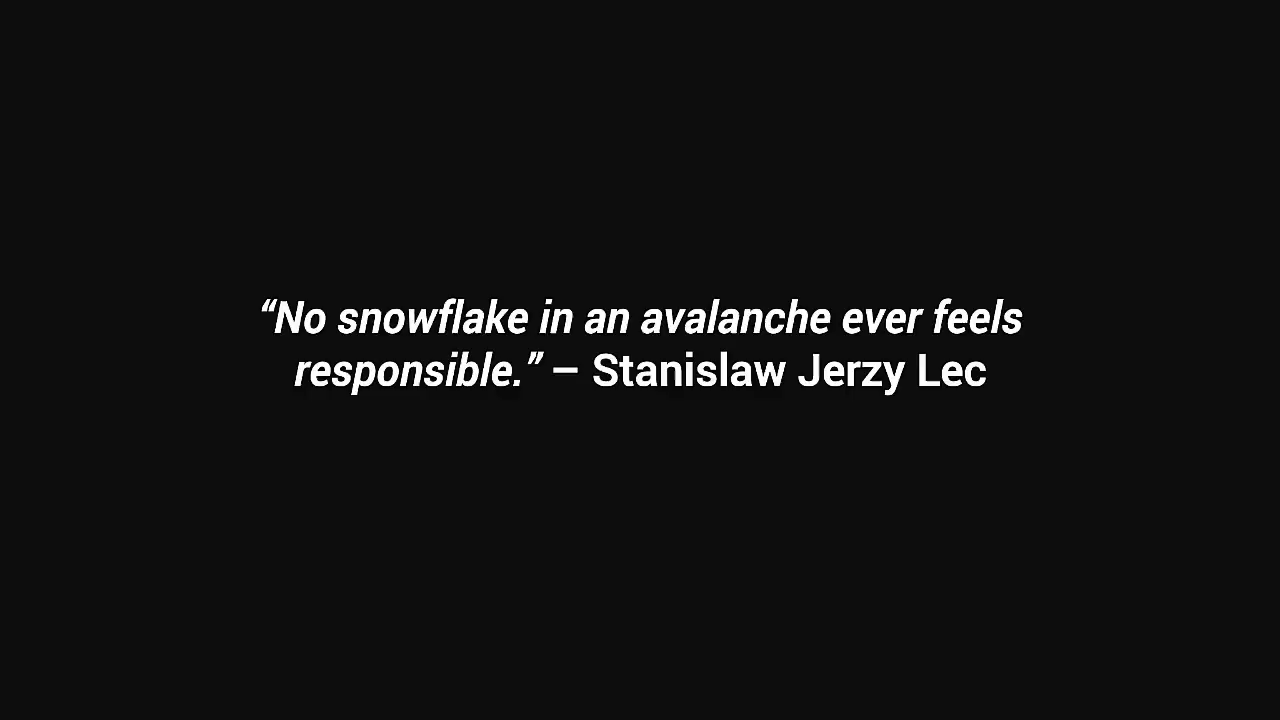 “No snowflake in an avalanche ever feels
responsible.” – Stanislaw Jerzy Lec